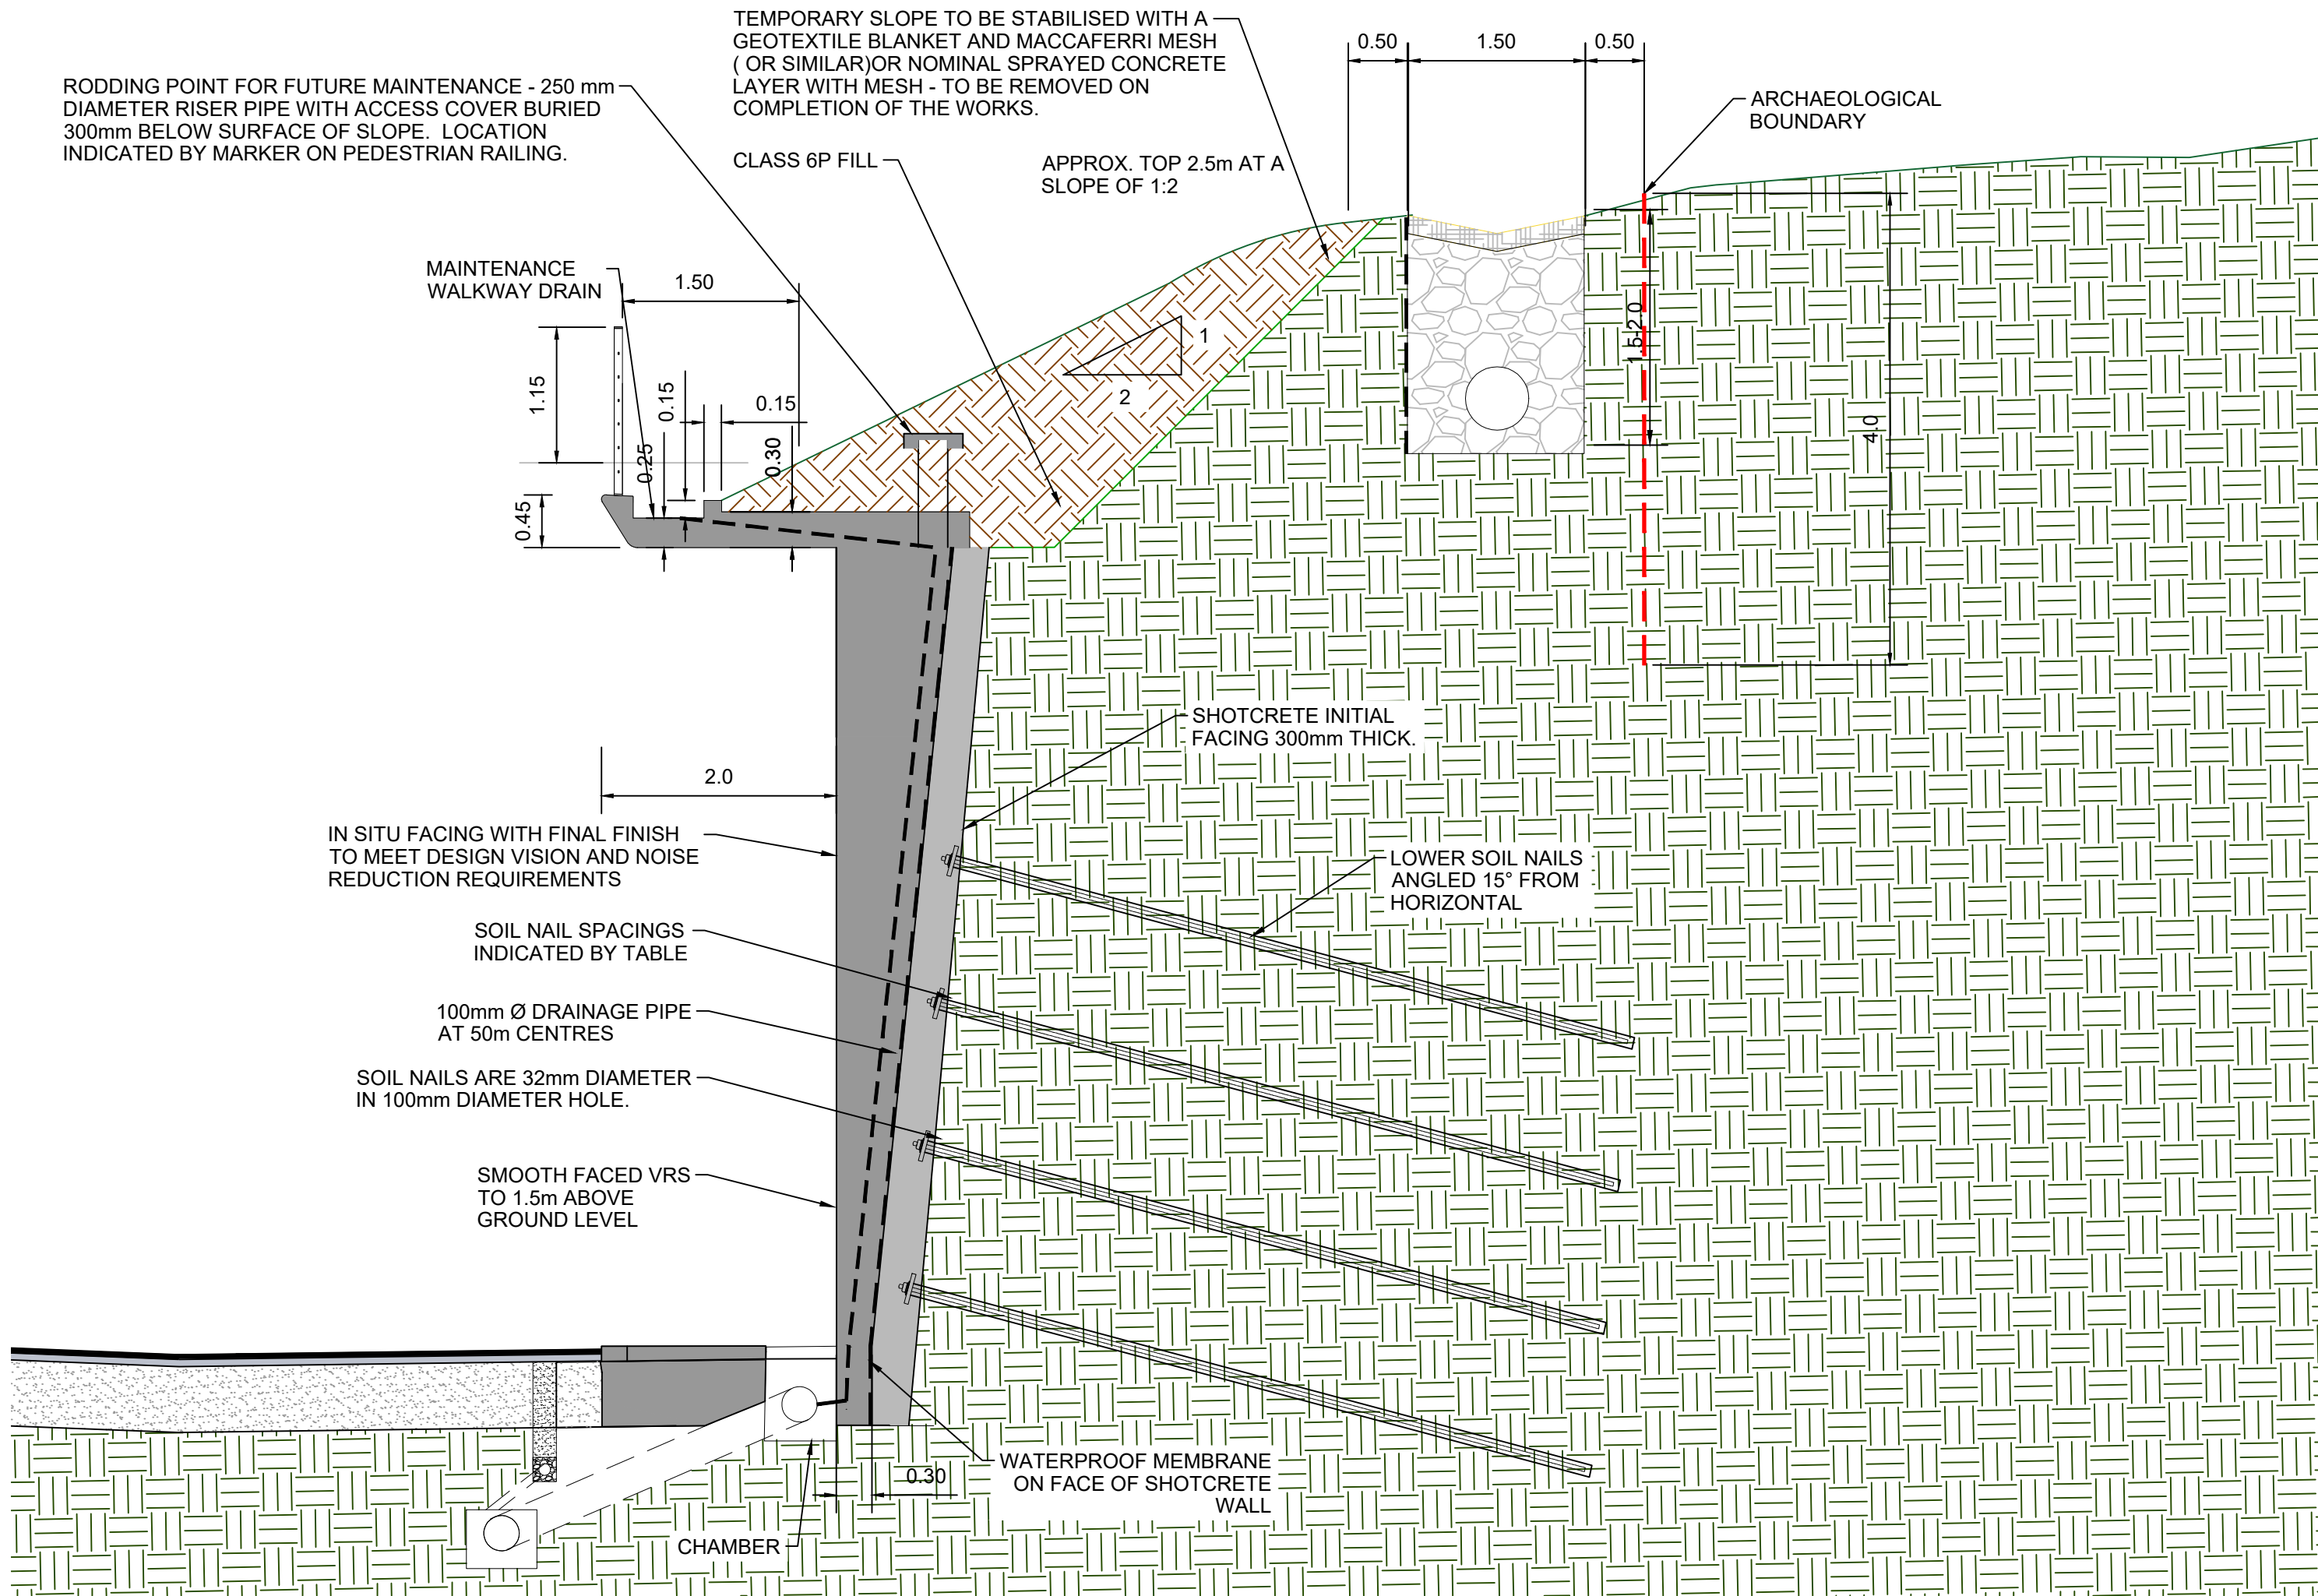 TEMPORARY SLOPE TO BE STABILISED WITH A
GEOTEXTILE BLANKET AND MACCAFERRI MESH
( OR SIMILAR)OR NOMINAL SPRAYED CONCRETE
LAYER WITH MESH - TO BE REMOVED ON
COMPLETION OF THE WORKS.
0.50
1.50
0.50
RODDING POINT FOR FUTURE MAINTENANCE - 250 mm
DIAMETER RISER PIPE WITH ACCESS COVER BURIED
300mm BELOW SURFACE OF SLOPE. LOCATION
INDICATED BY MARKER ON PEDESTRIAN RAILING.
ARCHAEOLOGICAL
BOUNDARY
CLASS 6P FILL
APPROX. TOP 2.5m AT A
SLOPE OF 1:2
MAINTENANCE
WALKWAY DRAIN
1.50
1
2
1.5-2.0
4.0
1.15
0.15
0.15
0.25
0.30
0.45
SHOTCRETE INITIAL
FACING 300mm THICK.
2.0
IN SITU FACING WITH FINAL FINISH
TO MEET DESIGN VISION AND NOISE
REDUCTION REQUIREMENTS
LOWER SOIL NAILS
ANGLED 15° FROM
HORIZONTAL
SOIL NAIL SPACINGS
INDICATED BY TABLE
100mm Ø DRAINAGE PIPE
AT 50m CENTRES
SOIL NAILS ARE 32mm DIAMETER
IN 100mm DIAMETER HOLE.
SMOOTH FACED VRS
TO 1.5m ABOVE
GROUND LEVEL
WATERPROOF MEMBRANE
ON FACE OF SHOTCRETE
WALL
0.30
CHAMBER